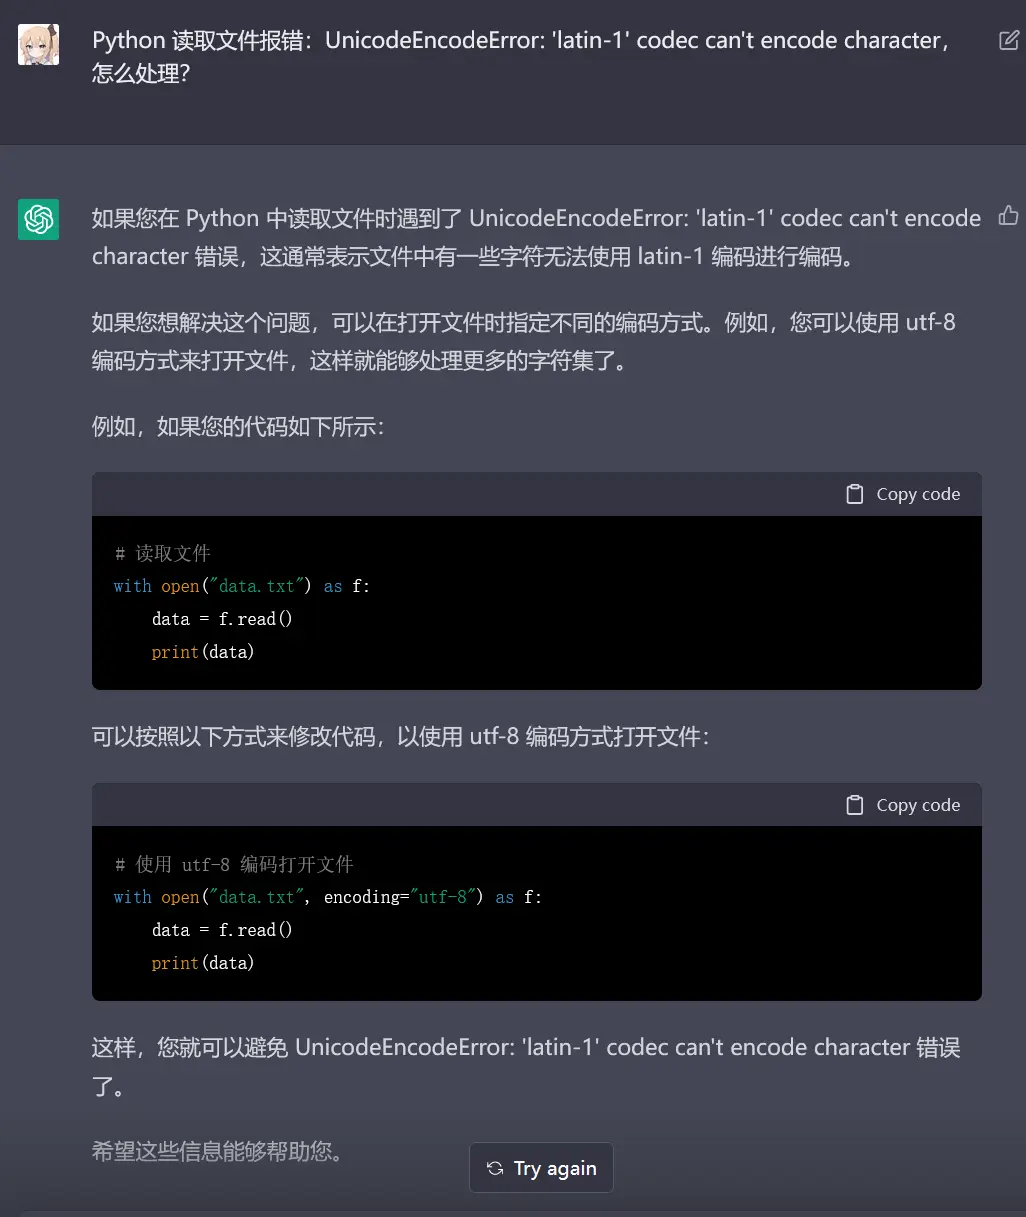 Python 读取文件报错：UnicodeEncodeError: 'latin-1' codec can't encode character，
怎么处理？
如果您在 Python 中读取文件时遇到了 UnicodeEncodeError: 'latin-1' codec can't encode
character 错误，这通常表示文件中有一些字符无法使用 latin-1 编码进行编码。
如果您想解决这个问题，可以在打开文件时指定不同的编码方式。例如，您可以使用 utf-8
编码方式来打开文件，这样就能够处理更多的字符集了。
例如，如果您的代码如下所示：
Copy code
# 读取文件
with open("data.txt") as f:
    data = f.read()
    print(data)
可以按照以下方式来修改代码，以使用 utf-8 编码方式打开文件：
Copy code
# 使用 utf-8 编码打开文件
with open("data.txt", encoding="utf-8") as f:
    data = f.read()
    print(data)
这样，您就可以避免 UnicodeEncodeError: 'latin-1' codec can't encode character 错误
了。
希望这些信息能够帮助您。
Try again